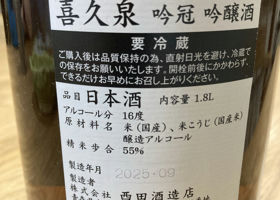 喜久泉 吟冠 吟醸酒
要冷蔵
ご購入後は品質保持の為、直射日光を避け、冷蔵で
の保存をお願いいたします。開栓前後にかかわらず、
できるだけお早めにお召し上がりください。
品目 日本酒 内容量 1.8L
アルコール分 16度
原材料名 米(国産)、米こうじ(国産米)
醸造アルコール
精米歩合 55%
製造年月 2025-09
製造者
株式会社 西田酒造店